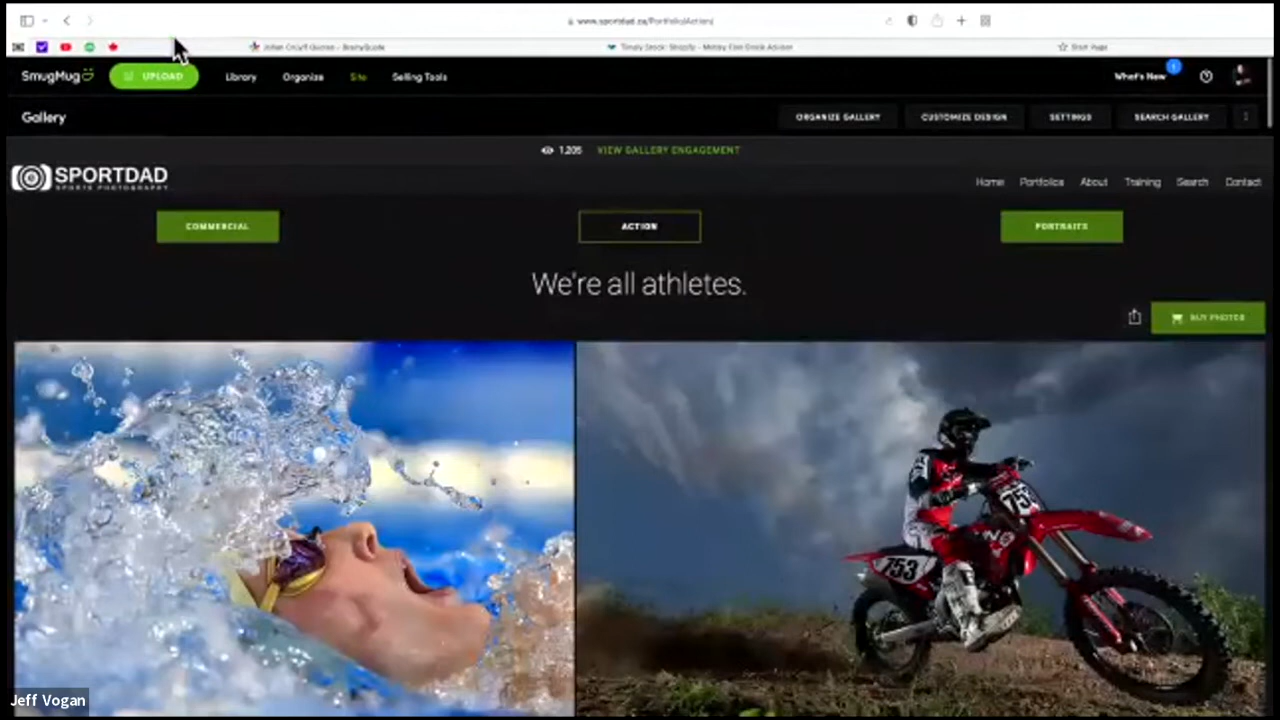 www.sportdad.ca/Portfolio/Action/
Johan Cruyff Quotes - BrainyQuote
Timely Stock: Shopify - Motley Fool Stock Advisor
Start Page
SmugMug UPLOAD Library Organize Site Selling Tools What's New
Gallery ORGANIZE GALLERY CUSTOMIZE DESIGN SETTINGS SEARCH GALLERY
1,205 VIEW GALLERY ENGAGEMENT
SPORTDAD
SPORTS PHOTOGRAPHY
Home Portfolios About Training Search Contact
COMMERCIAL ACTION PORTRAITS
We're all athletes.
BUY PHOTOS
753
753
Jeff Vogan